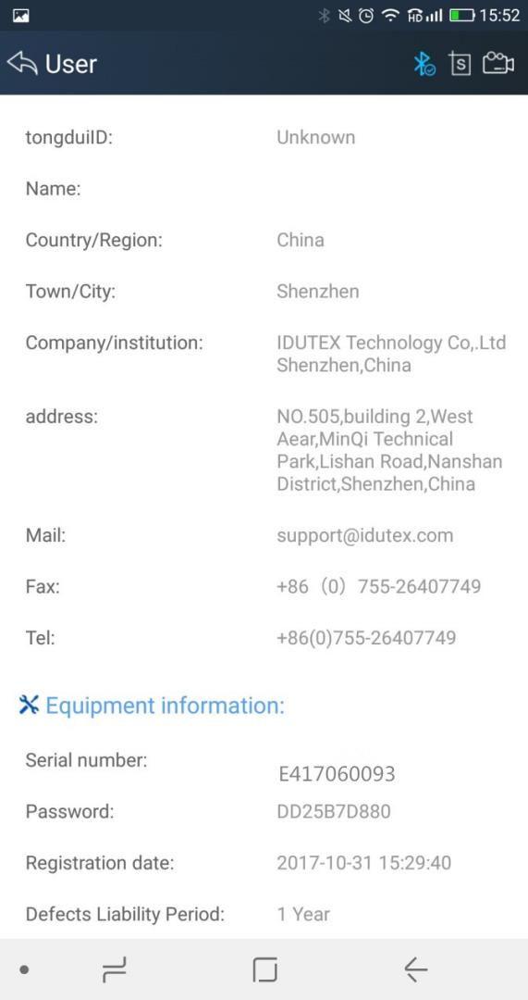 HD 15:52
User
S
tongduiID: Unknown
Name:
Country/Region: China
Town/City: Shenzhen
Company/institution: IDUTEX Technology Co,.Ltd
Shenzhen,China
address: NO.505,building 2,West
Aear,MinQi Technical
Park,Lishan Road,Nanshan
District,Shenzhen,China
Mail: support@idutex.com
Fax: +86（0）755-26407749
Tel: +86(0)755-26407749
Equipment information:
Serial number: E417060093
Password: DD25B7D880
Registration date: 2017-10-31 15:29:40
Defects Liability Period: 1 Year